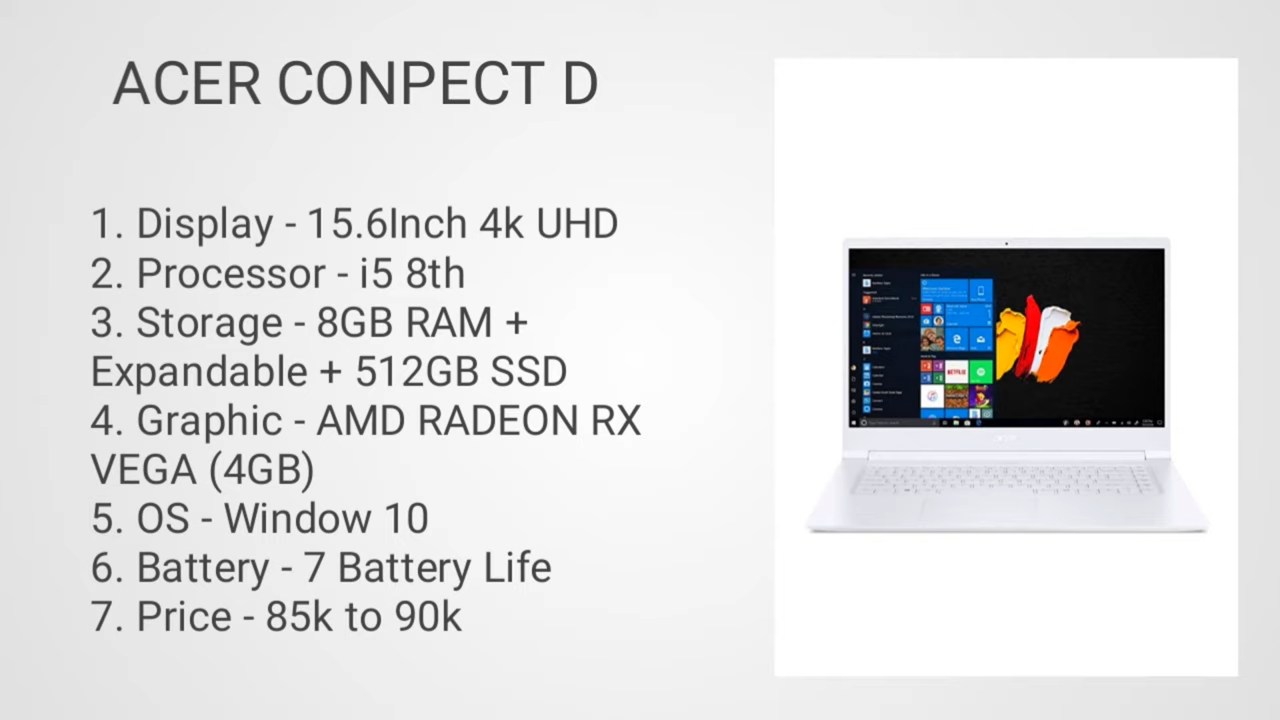 ACER CONPECT D
1. Display - 15.6Inch 4k UHD
2. Processor - i5 8th
3. Storage - 8GB RAM +
Expandable + 512GB SSD
4. Graphic - AMD RADEON RX
VEGA (4GB)
5. OS - Window 10
6. Battery - 7 Battery Life
7. Price - 85k to 90k
NETFLIX